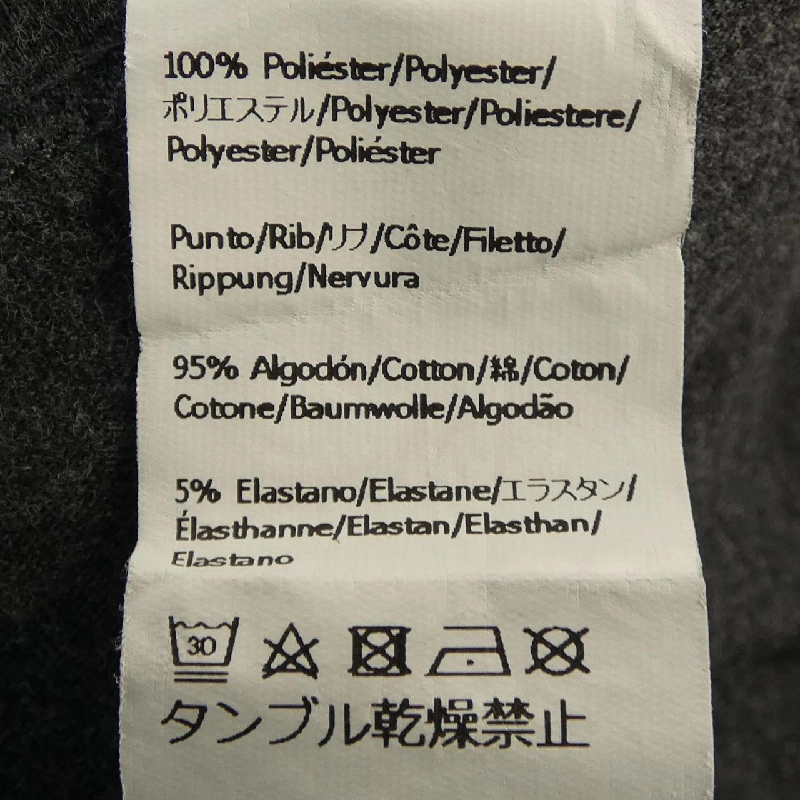 100% Poliéster/Polyester/
ポリエステル/Polyester/Poliestere/
Polyester/Poliéster
Punto/Rib/リブ/Côte/Filetto/
Rippung/Nervura
95% Algodón/Cotton/綿/Coton/
Cotone/Baumwolle/Algodão
5% Elastano/Elastane/エラスタン/
Élasthanne/Elastan/Elasthan/
Elastano
30
タンブル乾燥禁止